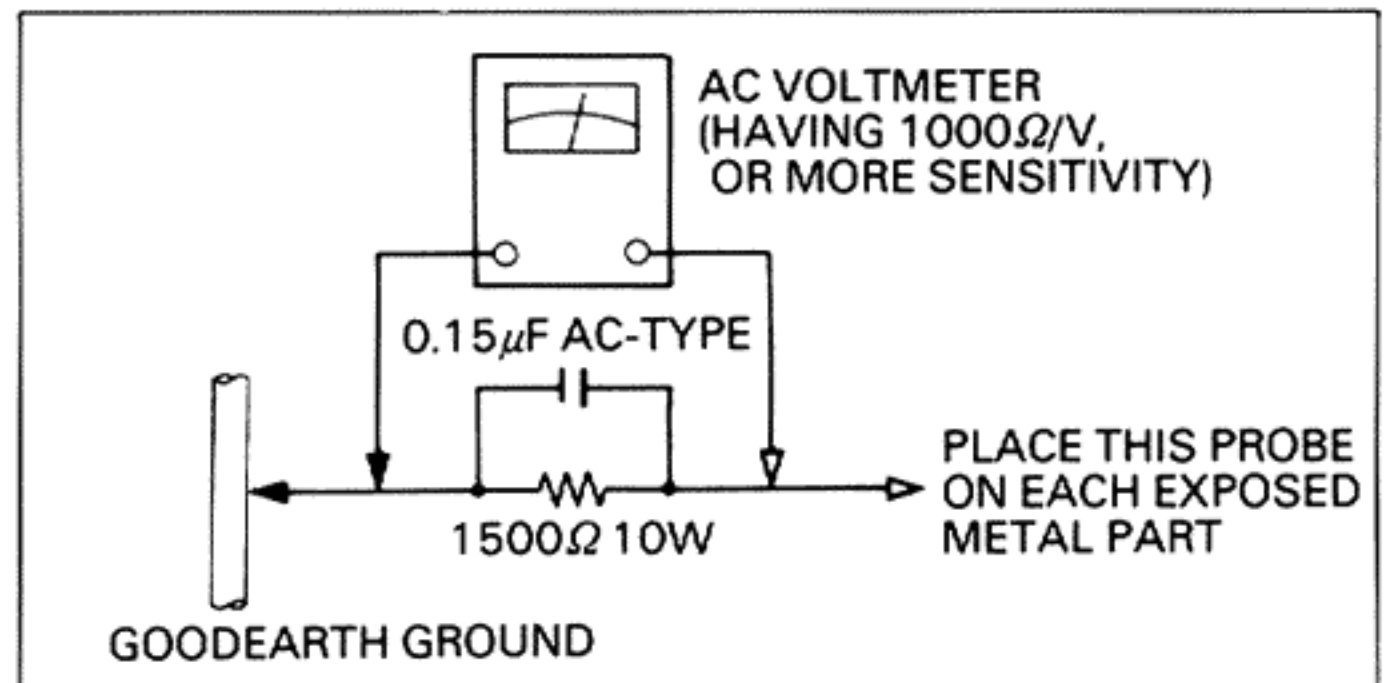 AC VOLTMETER
(HAVING 1000Ω/V,
OR MORE SENSITIVITY)
0.15μF AC-TYPE
PLACE THIS PROBE
ON EACH EXPOSED
METAL PART
1500Ω 10W
GOODEARTH GROUND